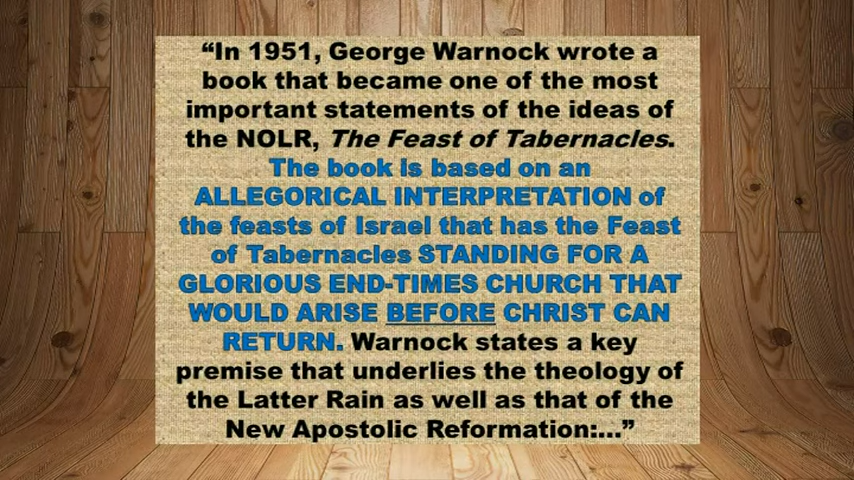 “In 1951, George Warnock wrote a
book that became one of the most
important statements of the ideas of
the NOLR, The Feast of Tabernacles.
The book is based on an
ALLEGORICAL INTERPRETATION of
the feasts of Israel that has the Feast
of Tabernacles STANDING FOR A
GLORIOUS END-TIMES CHURCH THAT
WOULD ARISE BEFORE CHRIST CAN
RETURN. Warnock states a key
premise that underlies the theology of
the Latter Rain as well as that of the
New Apostolic Reformation:...”